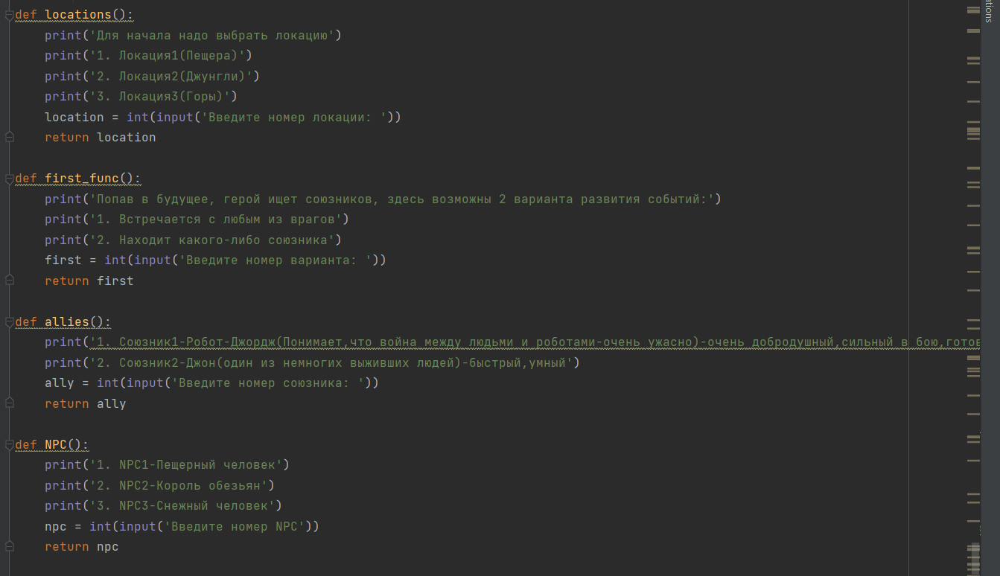 def locations():
    print('Для начала надо выбрать локацию')
    print('1. Локация1(Пещера)')
    print('2. Локация2(Джунгли)')
    print('3. Локация3(Горы)')
    location = int(input('Введите номер локации: '))
    return location
def first_func():
    print('Попав в будущее, герой ищет союзников, здесь возможны 2 варианта развития событий:')
    print('1. Встречается с любым из врагов')
    print('2. Находит какого-либо союзника')
    first = int(input('Введите номер варианта: '))
    return first
def allies():
    print('1. Союзник1-Робот-Джордж(Понимает,что война между людьми и роботами-очень ужасно)-очень добродушный,сильный в бою,готов
    print('2. Союзник2-Джон(один из немногих выживших людей)-быстрый,умный')
    ally = int(input('Введите номер союзника: '))
    return ally
def NPC():
    print('1. NPC1-Пещерный человек')
    print('2. NPC2-Король обезьян')
    print('3. NPC3-Снежный человек')
    npc = int(input('Введите номер NPC'))
    return npc
ations